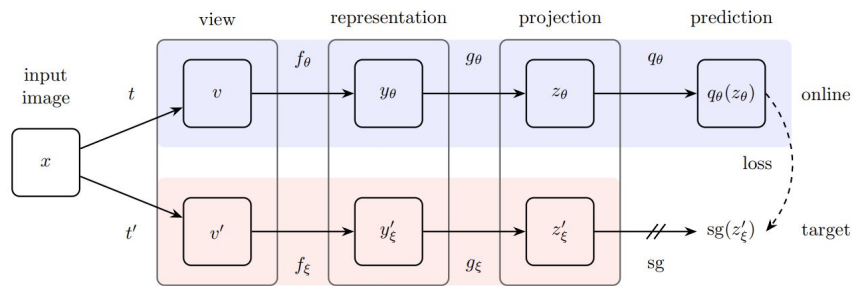 view
representation
projection
prediction
input
image
t
f_θ
g_θ
q_θ
x
v
y_θ
z_θ
q_θ(z_θ)
online
loss
t′
v′
y′_ξ
z′_ξ
sg(z′_ξ)
target
f_ξ
g_ξ
sg